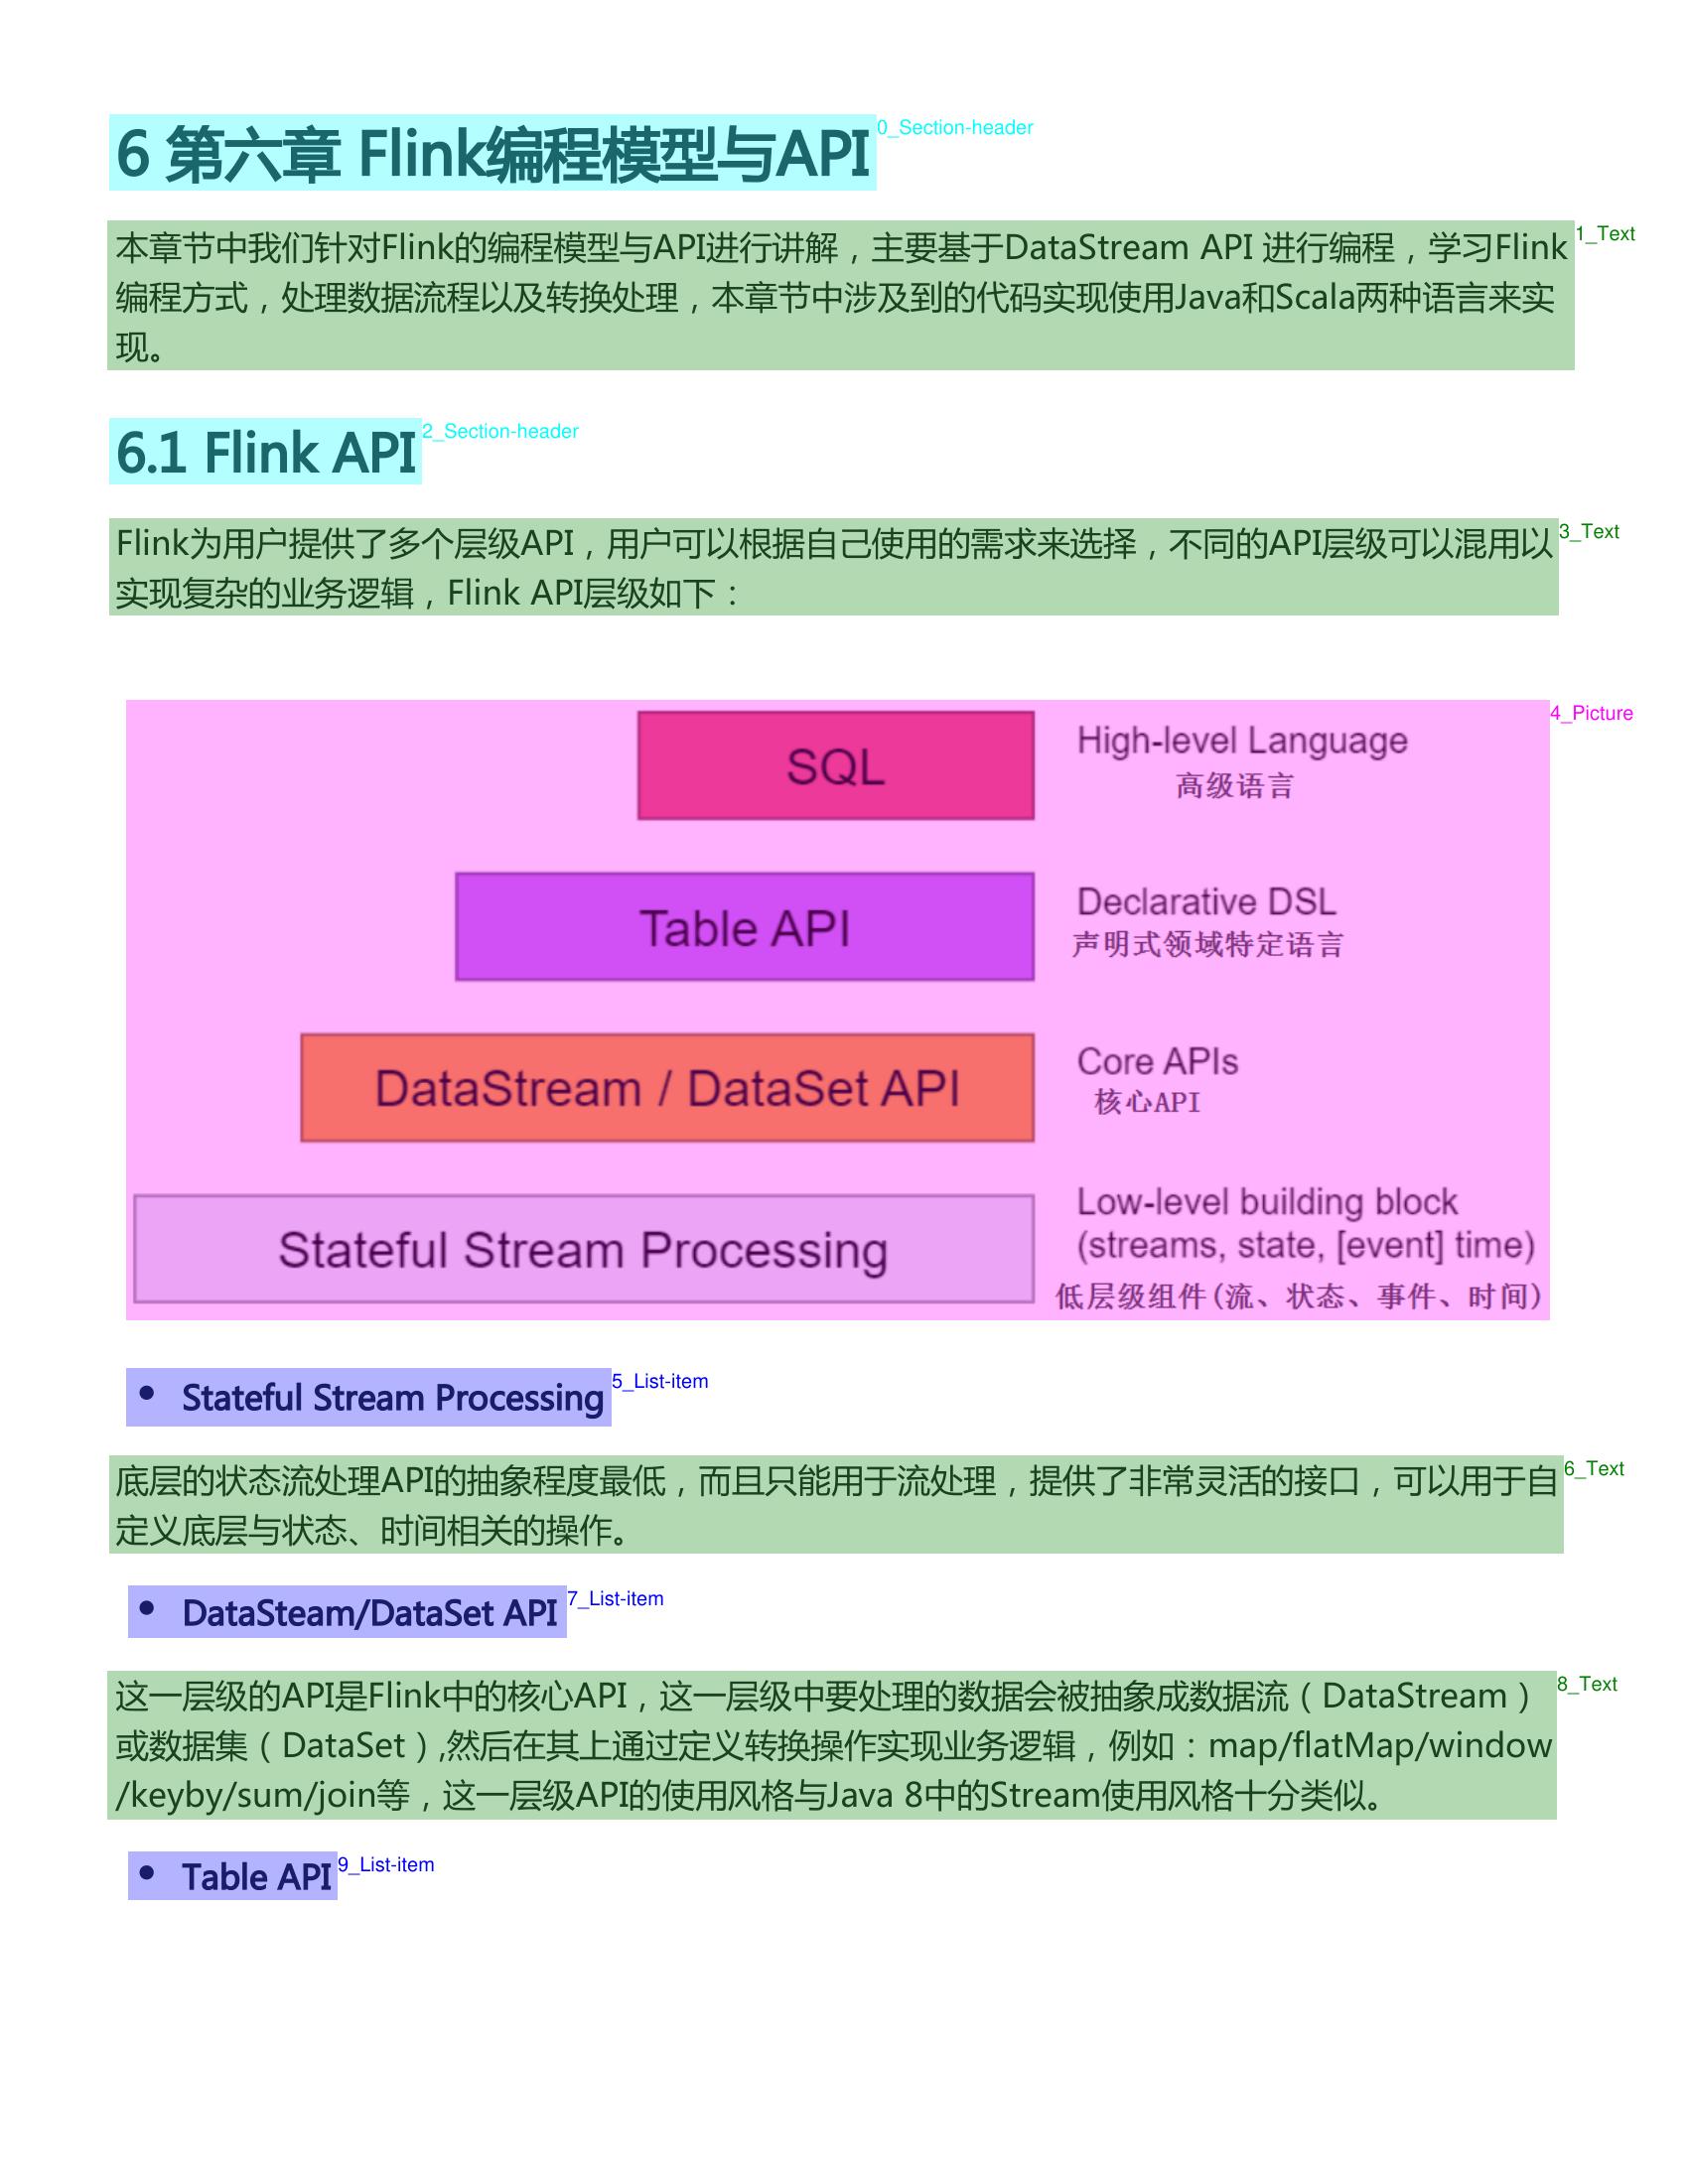 6 第六章 Flink编程模型与API
0_Section-header
本章节中我们针对Flink的编程模型与API进行讲解，主要基于DataStream API 进行编程，学习Flink
1_Text
编程方式，处理数据流程以及转换处理，本章节中涉及到的代码实现使用Java和Scala两种语言来实
现。
6.1 Flink API
2_Section-header
Flink为用户提供了多个层级API，用户可以根据自己使用的需求来选择，不同的API层级可以混用以
3_Text
实现复杂的业务逻辑，Flink API层级如下：
4_Picture
SQL
High-level Language
高级语言
Table API
Declarative DSL
声明式领域特定语言
DataStream / DataSet API
Core APIs
核心API
Stateful Stream Processing
Low-level building block
(streams, state, [event] time)
低层级组件(流、状态、事件、时间)
• Stateful Stream Processing
5_List-item
底层的状态流处理API的抽象程度最低，而且只能用于流处理，提供了非常灵活的接口，可以用于自
6_Text
定义底层与状态、时间相关的操作。
• DataSteam/DataSet API
7_List-item
这一层级的API是Flink中的核心API，这一层级中要处理的数据会被抽象成数据流（DataStream）
8_Text
或数据集（DataSet）,然后在其上通过定义转换操作实现业务逻辑，例如：map/flatMap/window
/keyby/sum/join等，这一层级API的使用风格与Java 8中的Stream使用风格十分类似。
• Table API
9_List-item